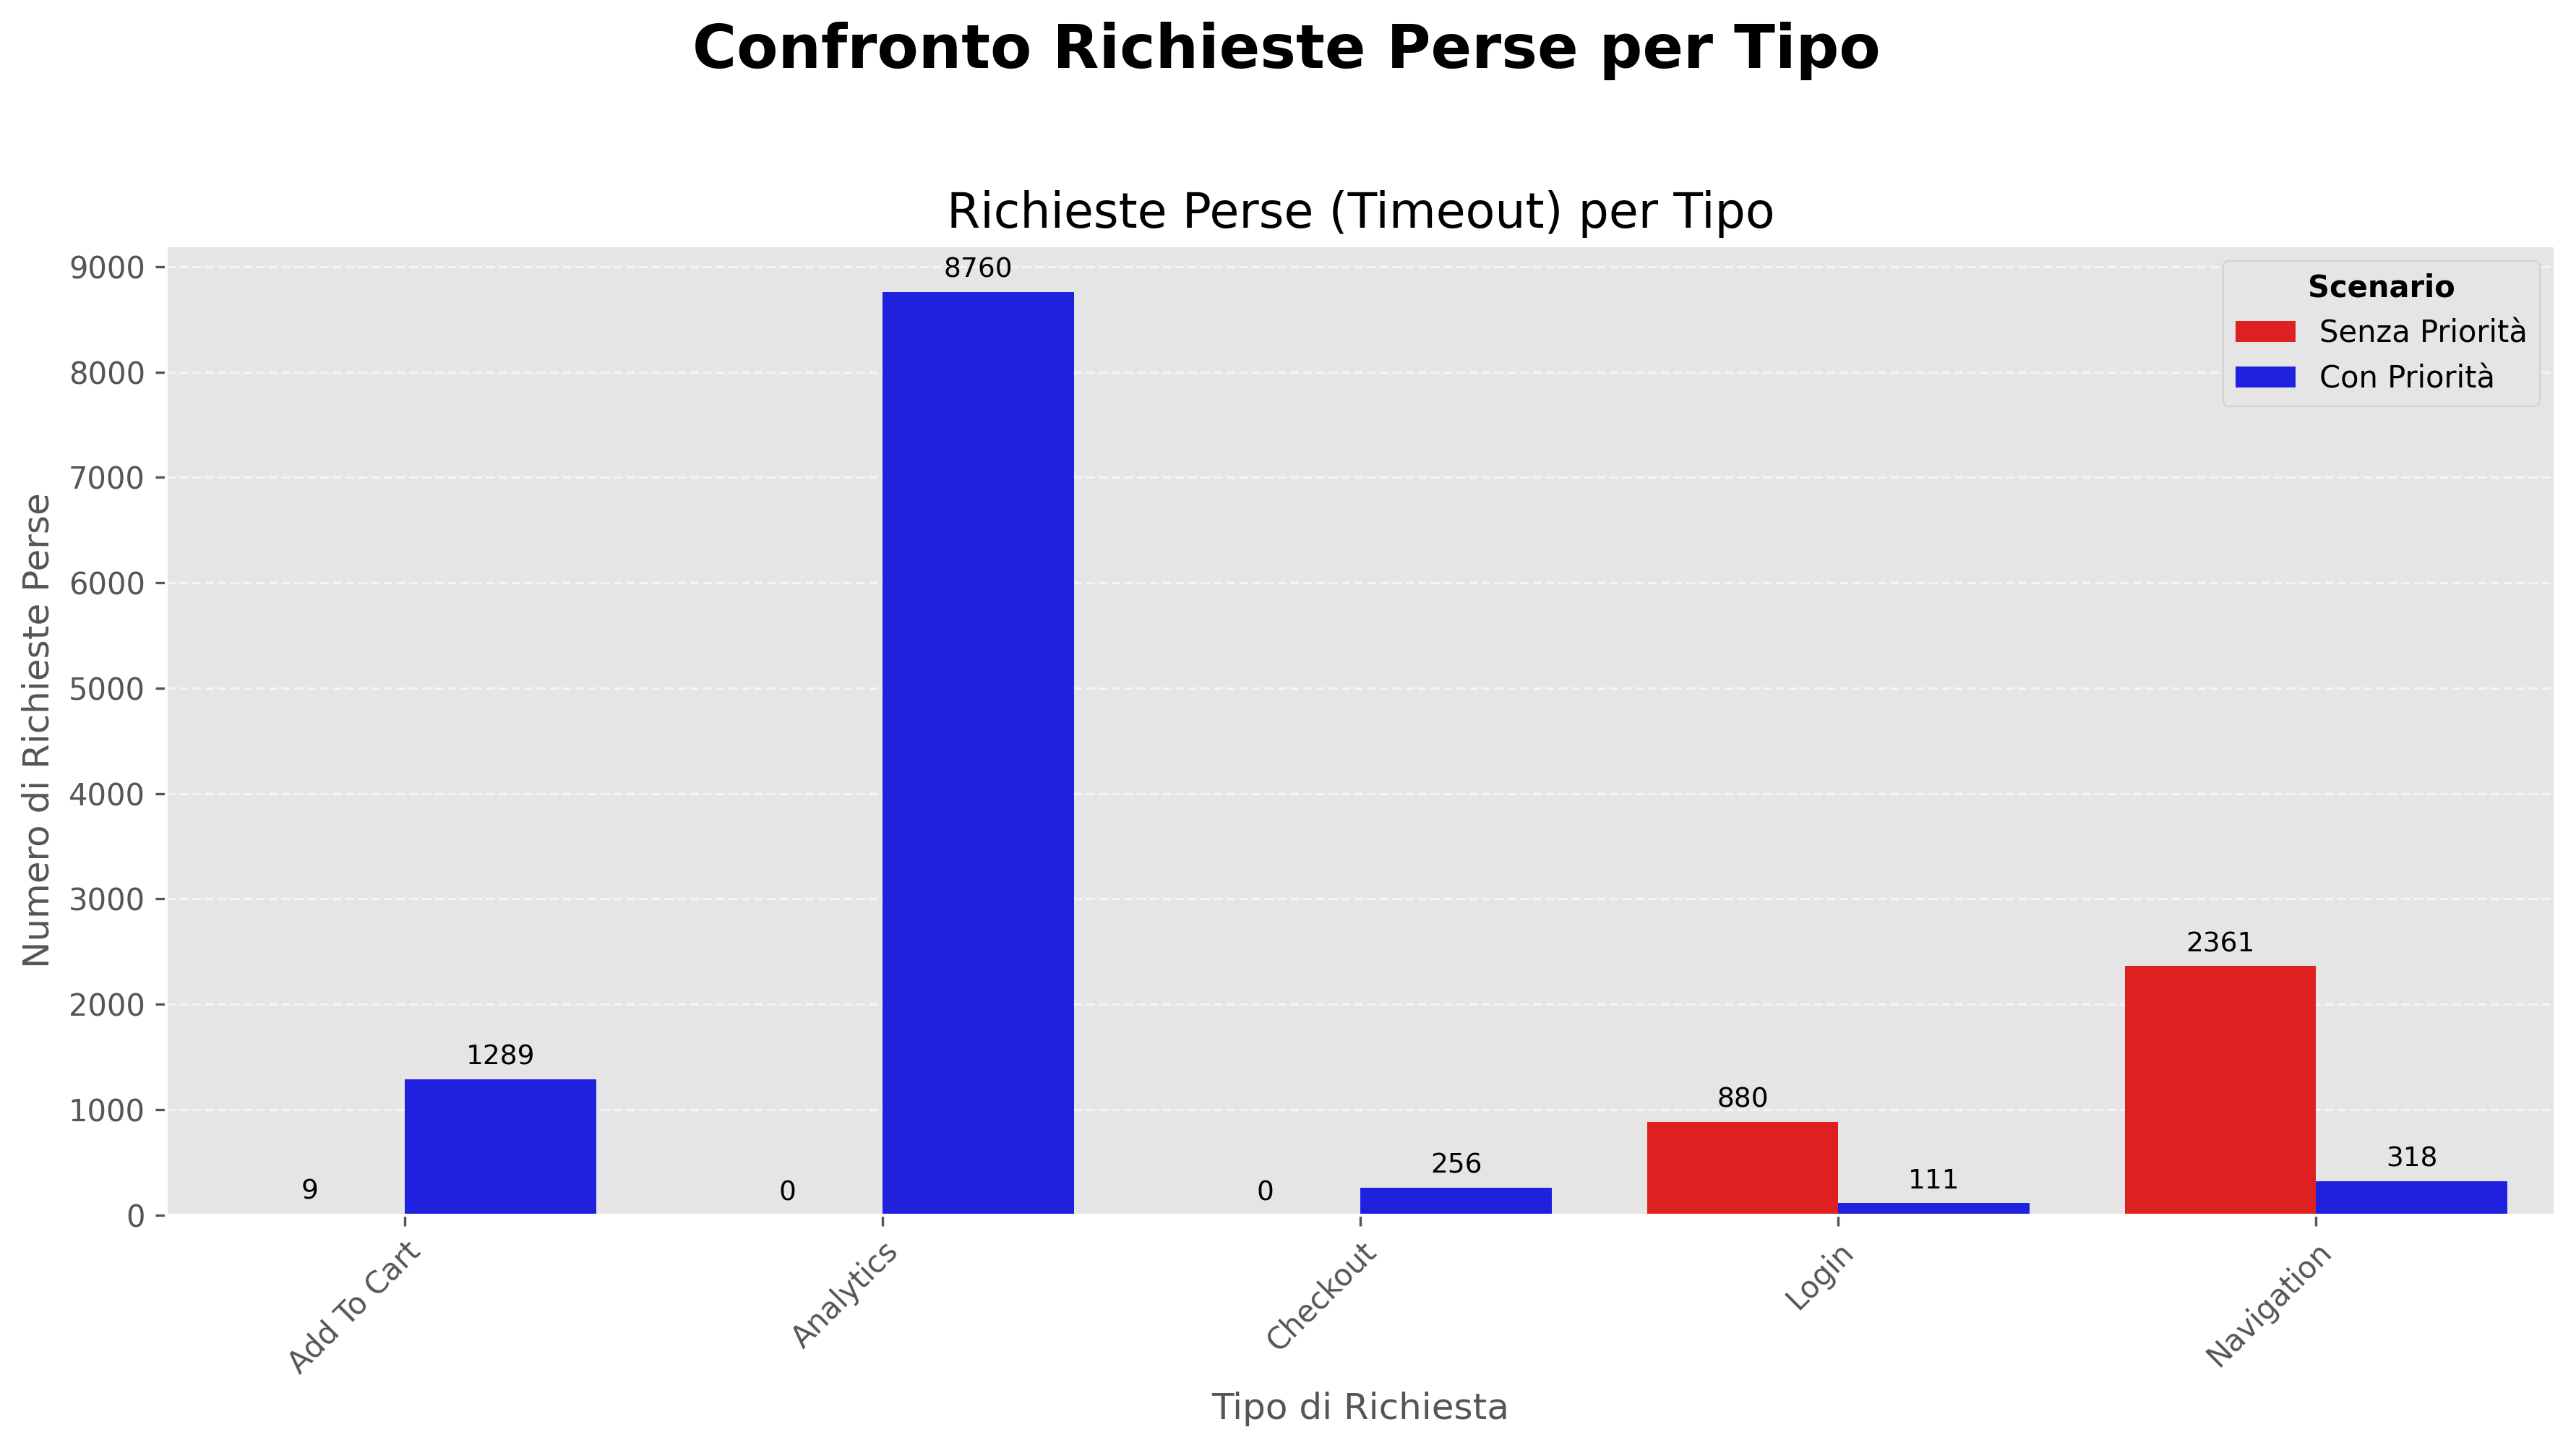 Confronto Richieste Perse per Tipo
Richieste Perse (Timeout) per Tipo
Numero di Richieste Perse
9000
8000
7000
6000
5000
4000
3000
2000
1000
0
Scenario
Senza Priorità
Con Priorità
9
1289
0
8760
0
256
880
111
2361
318
Add To Cart
Analytics
Checkout
Login
Navigation
Tipo di Richiesta